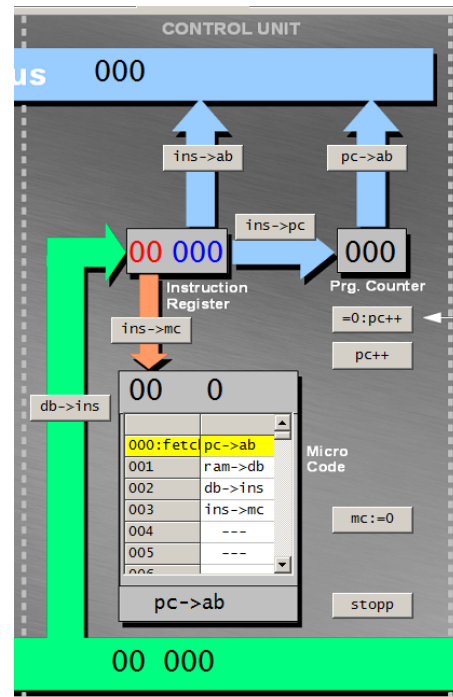 CONTROL UNIT
us 000
ins->ab pc->ab
ins->pc
00 000 000
Instruction
Register
Prg. Counter
=0:pc++
ins->mc
pc++
00 0
db->ins
000:fetch pc->ab
001 ram->db
002 db->ins
003 ins->mc
004 ---
005 ---
006
Micro
Code
mc:=0
pc->ab
stopp
00 000